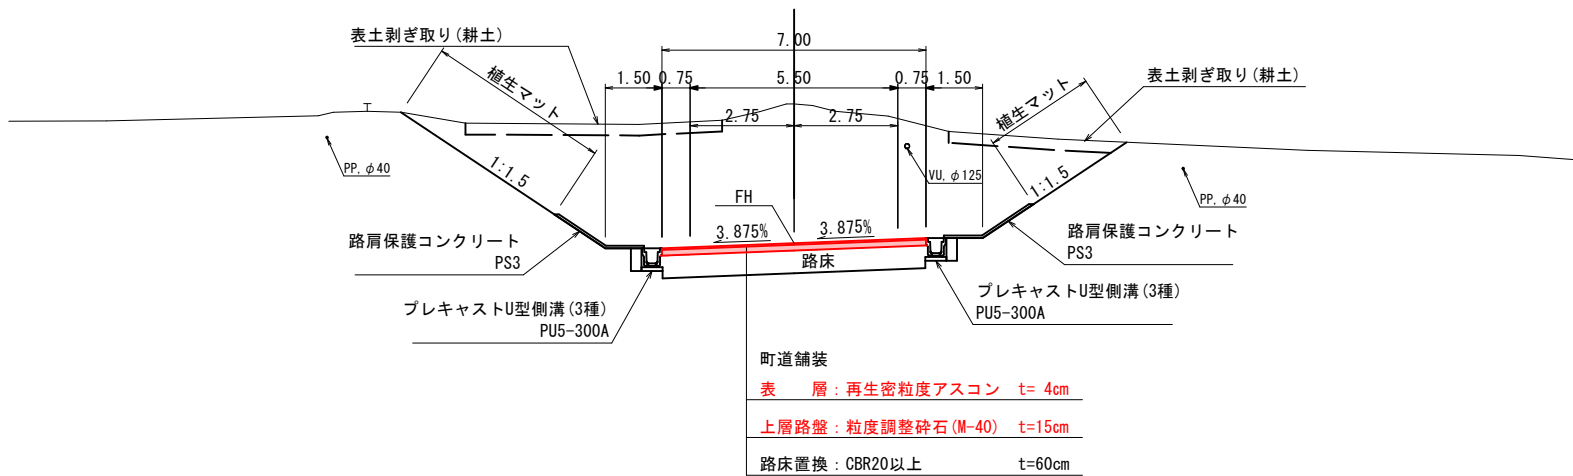 表土剥ぎ取り(耕土)
7.00
表土剥ぎ取り(耕土)
植生マット
1.50
0.75
5.50
0.75
1.50
植生マット
2.75
2.75
PP, φ40
1:1.5
VU, φ125
1:1.5
PP, φ40
FH
3.875%
3.875%
路肩保護コンクリート
PS3
路肩保護コンクリート
PS3
路床
プレキャストU型側溝(3種)
PU5-300A
プレキャストU型側溝(3種)
PU5-300A
町道舗装
表　　層：再生密粒度アスコン　t= 4cm
上層路盤：粒度調整砕石(M-40)　t=15cm
路床置換：CBR20以上　t=60cm